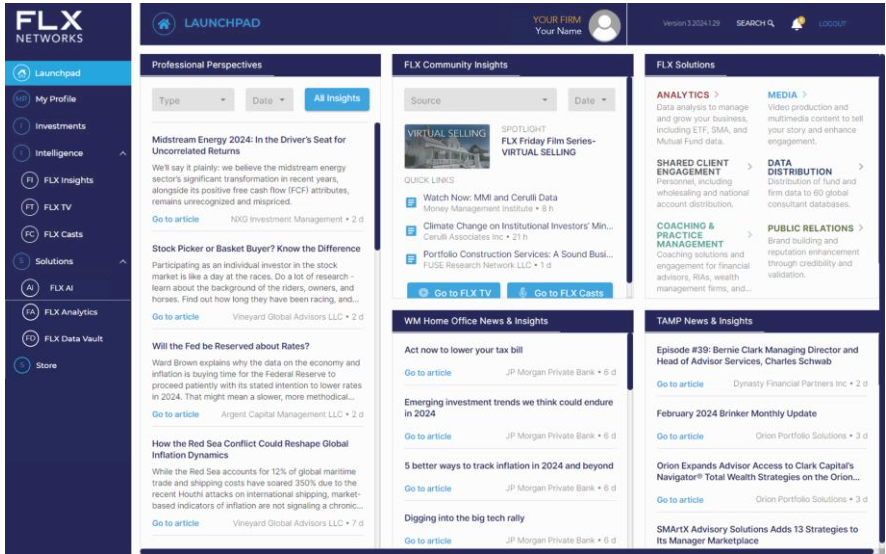 FLX
NETWORKS
Launchpad
MP
My Profile
I
Investments
I
Intelligence
FI
FLX Insights
FT
FLX TV
FC
FLX Casts
S
Solutions
AI
FLX AI
FA
FLX Analytics
FD
FLX Data Vault
S
Store
LAUNCHPAD
YOUR FIRM
Your Name
Version 3.2024.1.29
SEARCH
LOGOUT
Professional Perspectives
Type
Date
All Insights
Midstream Energy 2024: In the Driver's Seat for
Uncorrelated Returns
We'll say it plainly: we believe the midstream energy
sector's significant transformation in recent years,
alongside its positive free cash flow (FCF) attributes,
remains unrecognized and mispriced.
Go to article
NXG Investment Management • 2 d
Stock Picker or Basket Buyer? Know the Difference
Participating as an individual investor in the stock
market is like a day at the races. Do a lot of research -
learn about the background of the riders, owners, and
horses. Find out how long they have been racing, and...
Go to article
Vineyard Global Advisors LLC • 2 d
Will the Fed be Reserved about Rates?
Ward Brown explains why the data on the economy and
inflation is buying time for the Federal Reserve to
proceed patiently with its stated intention to lower rates
in 2024. That might mean a slower, more methodical...
Go to article
Argent Capital Management LLC • 2 d
How the Red Sea Conflict Could Reshape Global
Inflation Dynamics
While the Red Sea accounts for 12% of global maritime
trade and shipping costs have soared 350% due to the
recent Houthi attacks on international shipping, market-
based indicators of inflation are not signaling a chronic...
Go to article
Vineyard Global Advisors LLC • 7 d
FLX Community Insights
Source
Date
VIRTUAL SELLING
SPOTLIGHT
FLX Friday Film Series-
VIRTUAL SELLING
QUICK LINKS
Watch Now: MMI and Cerulli Data
Money Management Institute • 8 h
Climate Change on Institutional Investors' Min...
Cerulli Associates Inc • 21 h
Portfolio Construction Services: A Sound Busi...
FUSE Research Network LLC • 1 d
Go to FLX TV
Go to FLX Casts
FLX Solutions
ANALYTICS >
Data analysis to manage
and grow your business,
including ETF, SMA, and
Mutual Fund data.
MEDIA >
Video production and
multimedia content to tell
your story and enhance
engagement.
SHARED CLIENT
ENGAGEMENT >
Personnel, including
wholesaling and national
account distribution.
DATA
DISTRIBUTION >
Distribution of fund and
firm data to 60 global
consultant databases.
COACHING &
PRACTICE
MANAGEMENT >
Coaching solutions and
engagement for financial
advisors, RIAs, wealth
management firms, and...
PUBLIC RELATIONS >
Brand building and
reputation enhancement
through credibility and
validation.
WM Home Office News & Insights
Act now to lower your tax bill
Go to article
JP Morgan Private Bank • 6 d
Emerging investment trends we think could endure
in 2024
Go to article
JP Morgan Private Bank • 6 d
5 better ways to track inflation in 2024 and beyond
Go to article
JP Morgan Private Bank • 6 d
Digging into the big tech rally
Go to article
JP Morgan Private Bank • 6 d
TAMP News & Insights
Episode #39: Bernie Clark Managing Director and
Head of Advisor Services, Charles Schwab
Go to article
Dynasty Financial Partners Inc • 2 d
February 2024 Brinker Monthly Update
Go to article
Orion Portfolio Solutions • 3 d
Orion Expands Advisor Access to Clark Capital's
Navigator® Total Wealth Strategies on the Orion...
Go to article
Orion Portfolio Solutions • 3 d
SMArtX Advisory Solutions Adds 13 Strategies to
Its Manager Marketplace